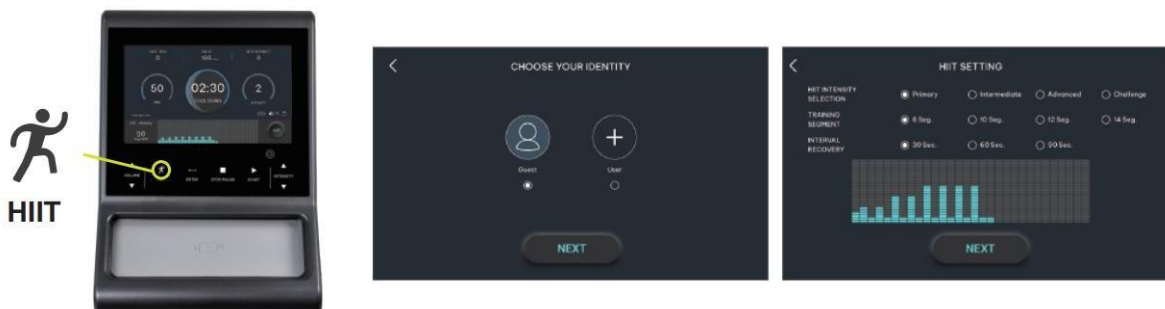 HIIT
50
02:30
COOL DOWN
2
VOLUME
ENTER
STOP/PAUSE
START
INTENSITY
CHOOSE YOUR IDENTITY
Guest
User
NEXT
HIIT SETTING
HIIT INTENSITY
SELECTION
Primary
Intermediate
Advanced
Challenge
TRAINING
SEGMENT
8 Seg.
10 Seg.
12 Seg.
14 Seg.
INTERVAL
RECOVERY
30 Sec.
60 Sec.
90 Sec.
NEXT